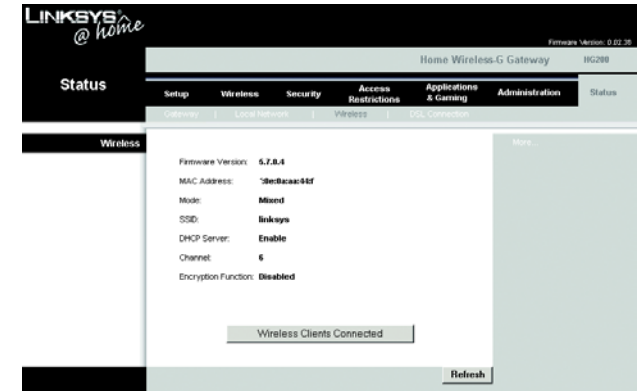 LINKSYS
@ home
Firmware Version: 0.02.38
Home Wireless-G Gateway HG200
Status
Setup Wireless Security Access Restrictions Applications & Gaming Administration Status
Gateway | Local Network | Wireless | DSL Connection
Wireless
More...
Firmware Version: 5.7.0.4
MAC Address:
Mode: Mixed
SSID: linksys
DHCP Server: Enable
Channel: 6
Encryption Function: Disabled
Wireless Clients Connected
Refresh